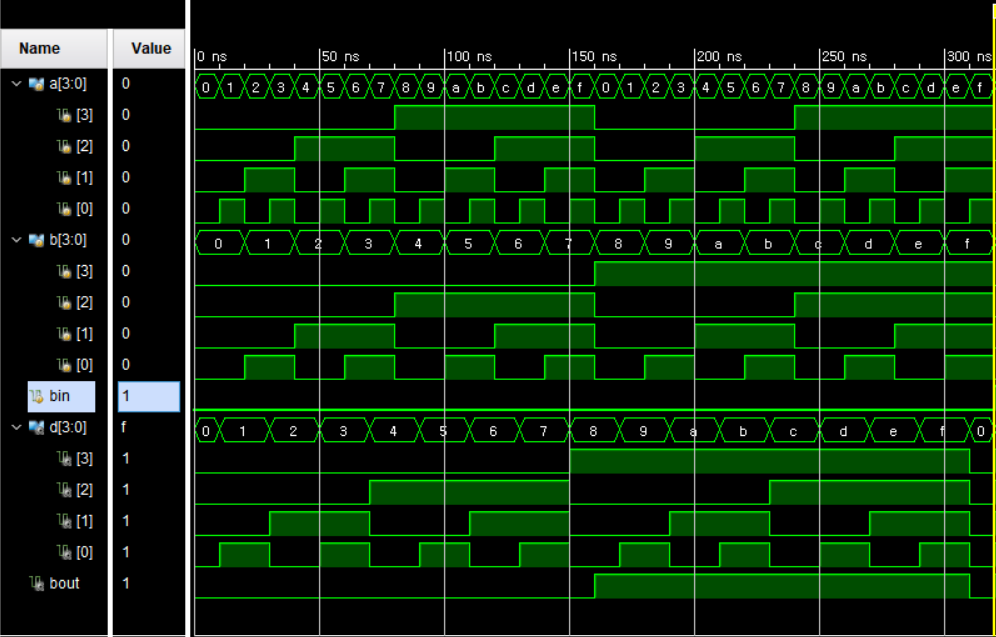 Name Value
0 ns 50 ns 100 ns 150 ns 200 ns 250 ns 300 ns
a[3:0] 0 0 1 2 3 4 5 6 7 8 9 a b c d e f 0 1 2 3 4 5 6 7 8 9 a b c d e f
[3] 0
[2] 0
[1] 0
[0] 0
b[3:0] 0 0 1 2 3 4 5 6 7 8 9 a b c d e f
[3] 0
[2] 0
[1] 0
[0] 0
bin 1
d[3:0] f 0 1 2 3 4 5 6 7 8 9 a b c d e f 0
[3] 1
[2] 1
[1] 1
[0] 1
bout 1